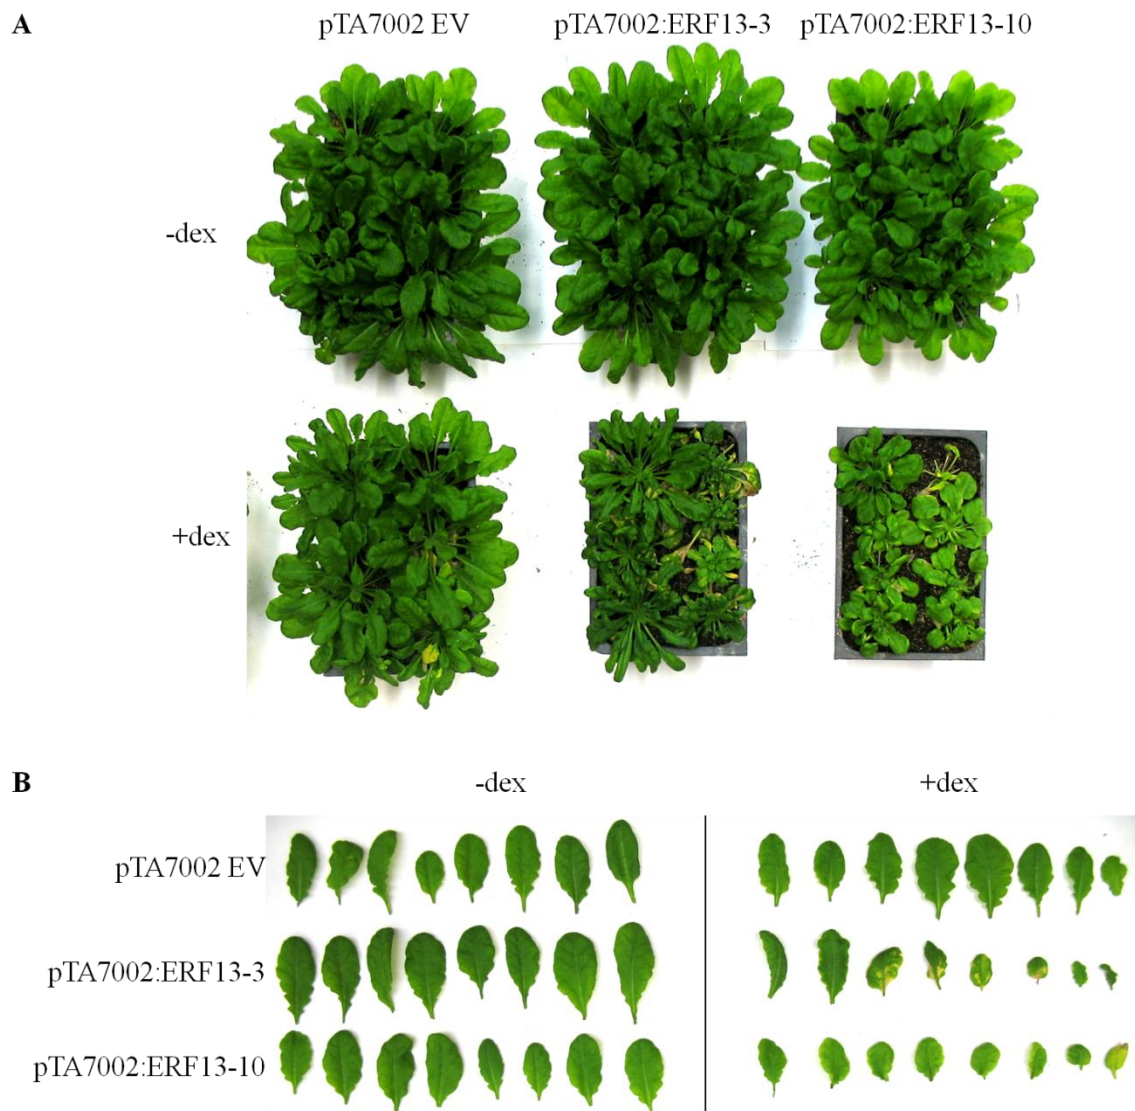 A
pTA7002 EV pTA7002:ERF13-3 pTA7002:ERF13-10
-dex
+dex
B
-dex +dex
pTA7002 EV
pTA7002:ERF13-3
pTA7002:ERF13-10